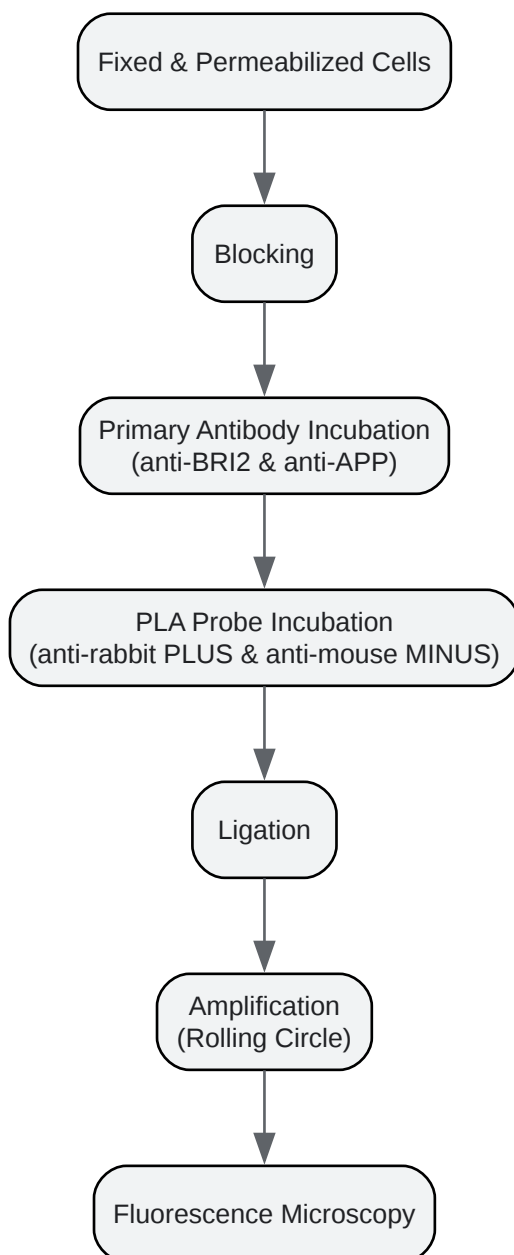 Fixed & Permeabilized Cells
Blocking
Primary Antibody Incubation
(anti-BRI2 & anti-APP)
PLA Probe Incubation
(anti-rabbit PLUS & anti-mouse MINUS)
Ligation
Amplification
(Rolling Circle)
Fluorescence Microscopy